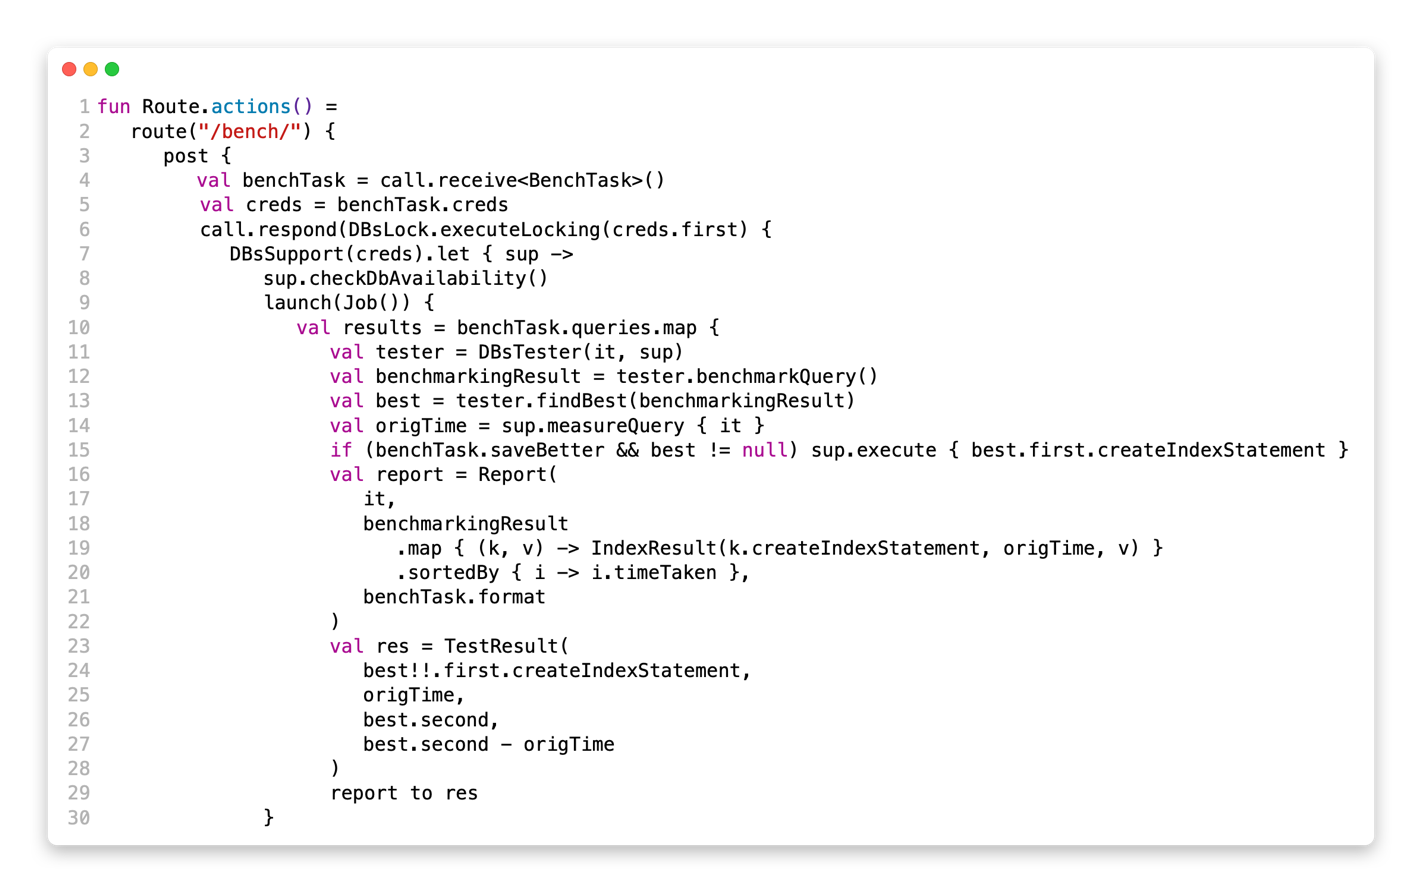 1 fun Route.actions() =
2 route("/bench/") {
3 post {
4 val benchTask = call.receive<BenchTask>()
5 val creds = benchTask.creds
6 call.respond(DBsLock.executeLocking(creds.first) {
7 DBsSupport(creds).let { sup ->
8 sup.checkDbAvailability()
9 launch(Job()) {
10 val results = benchTask.queries.map {
11 val tester = DBsTester(it, sup)
12 val benchmarkingResult = tester.benchmarkQuery()
13 val best = tester.findBest(benchmarkingResult)
14 val origTime = sup.measureQuery { it }
15 if (benchTask.saveBetter && best != null) sup.execute { best.first.createIndexStatement }
16 val report = Report(
17 it,
18 benchmarkingResult
19 .map { (k, v) -> IndexResult(k.createIndexStatement, origTime, v) }
20 .sortedBy { i -> i.timeTaken },
21 benchTask.format
22 )
23 val res = TestResult(
24 best!!.first.createIndexStatement,
25 origTime,
26 best.second,
27 best.second - origTime
28 )
29 report to res
30 }